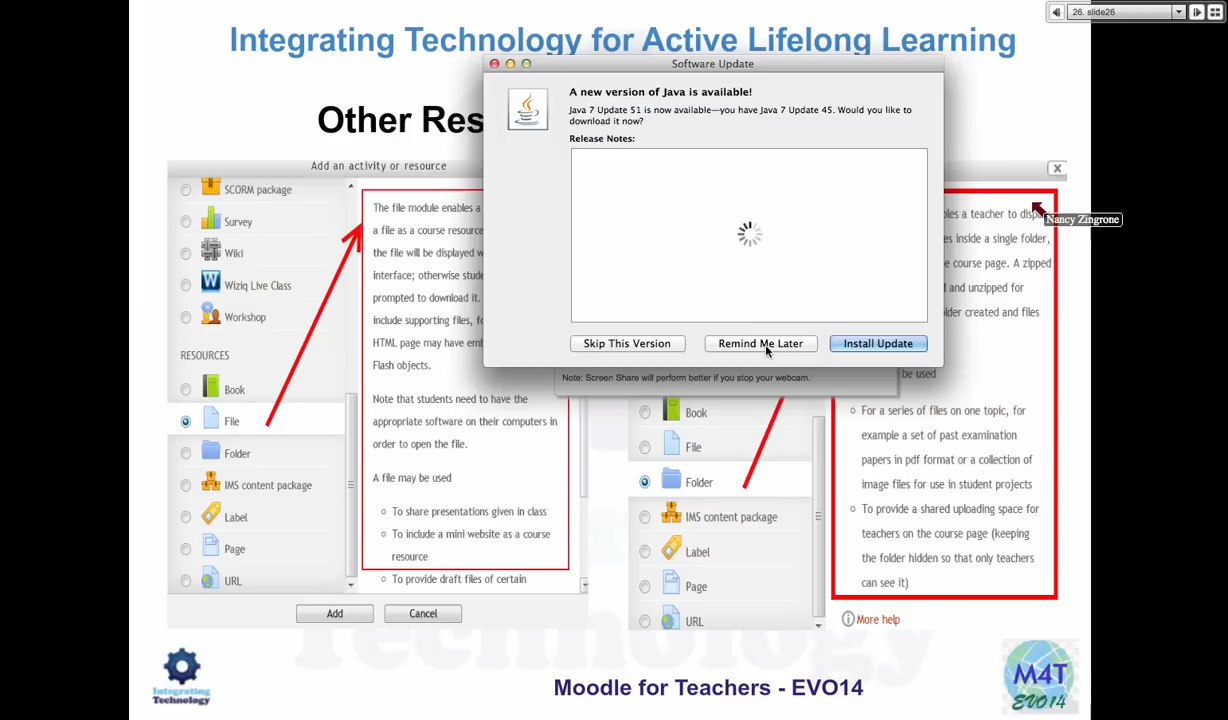 26. slide26
Integrating Technology for Active Lifelong Learning
Other Res
Software Update
A new version of Java is available!
Java 7 Update 51 is now available—you have Java 7 Update 45. Would you like to
download it now?
Release Notes:
Skip This Version
Remind Me Later
Install Update
Note: Screen Share will perform better if you stop your webcam.
Add an activity or resource
SCORM package
Survey
Wiki
Wiziq Live Class
Workshop
RESOURCES
Book
File
Folder
IMS content package
Label
Page
URL
Add
Cancel
The file module enables a
a file as a course resource
the file will be displayed w
interface; otherwise stude
prompted to download it.
include supporting files, fo
HTML page may have emb
Flash objects.
Note that students need to have the
appropriate software on their computers in
order to open the file.
A file may be used
To share presentations given in class
To include a mini website as a course
resource
To provide draft files of certain
Book
File
Folder
IMS content package
Label
Page
URL
Nancy Zingrone
les a teacher to disp
es inside a single folder,
e course page. A zipped
d and unzipped for
lder created and files
be used
For a series of files on one topic, for
example a set of past examination
papers in pdf format or a collection of
image files for use in student projects
To provide a shared uploading space for
teachers on the course page (keeping
the folder hidden so that only teachers
can see it)
More help
Technology
Integrating
Technology
Moodle for Teachers - EVO14
M4T
EVO14